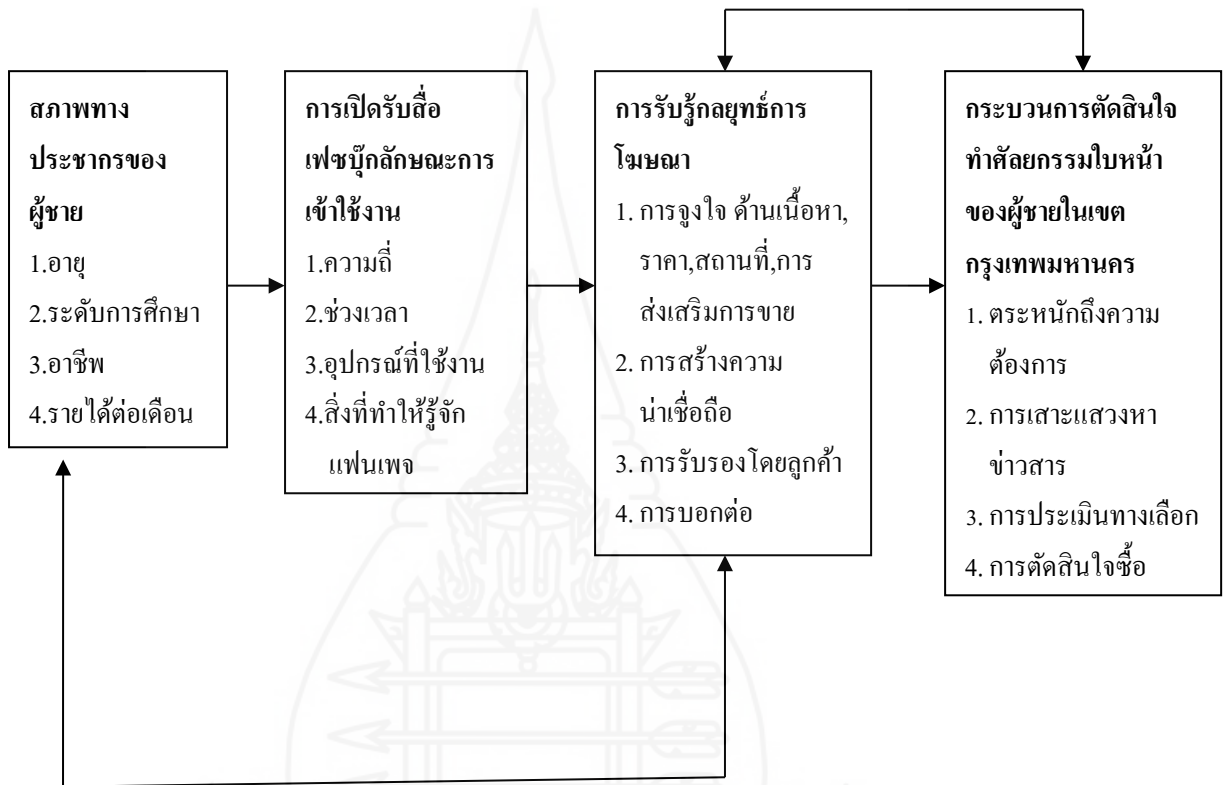 สภาพทาง
ประชากรของ
ผู้ชาย
1.อายุ
2.ระดับการศึกษา
3.อาชีพ
4.รายได้ต่อเดือน
การเปิดรับสื่อ
เฟซบุ๊กลักษณะการ
เข้าใช้งาน
1.ความถี่
2.ช่วงเวลา
3.อุปกรณ์ที่ใช้งาน
4.สิ่งที่ทำให้รู้จัก
แฟนเพจ
การรับรู้กลยุทธ์การ
โฆษณา
1. การจูงใจ ด้านเนื้อหา,
ราคา,สถานที่,การ
ส่งเสริมการขาย
2. การสร้างความ
น่าเชื่อถือ
3. การรับรองโดยลูกค้า
4. การบอกต่อ
กระบวนการตัดสินใจ
ทำศัลยกรรมใบหน้า
ของผู้ชายในเขต
กรุงเทพมหานคร
1. ตระหนักถึงความ
ต้องการ
2. การเสาะแสวงหา
ข่าวสาร
3. การประเมินทางเลือก
4. การตัดสินใจซื้อ